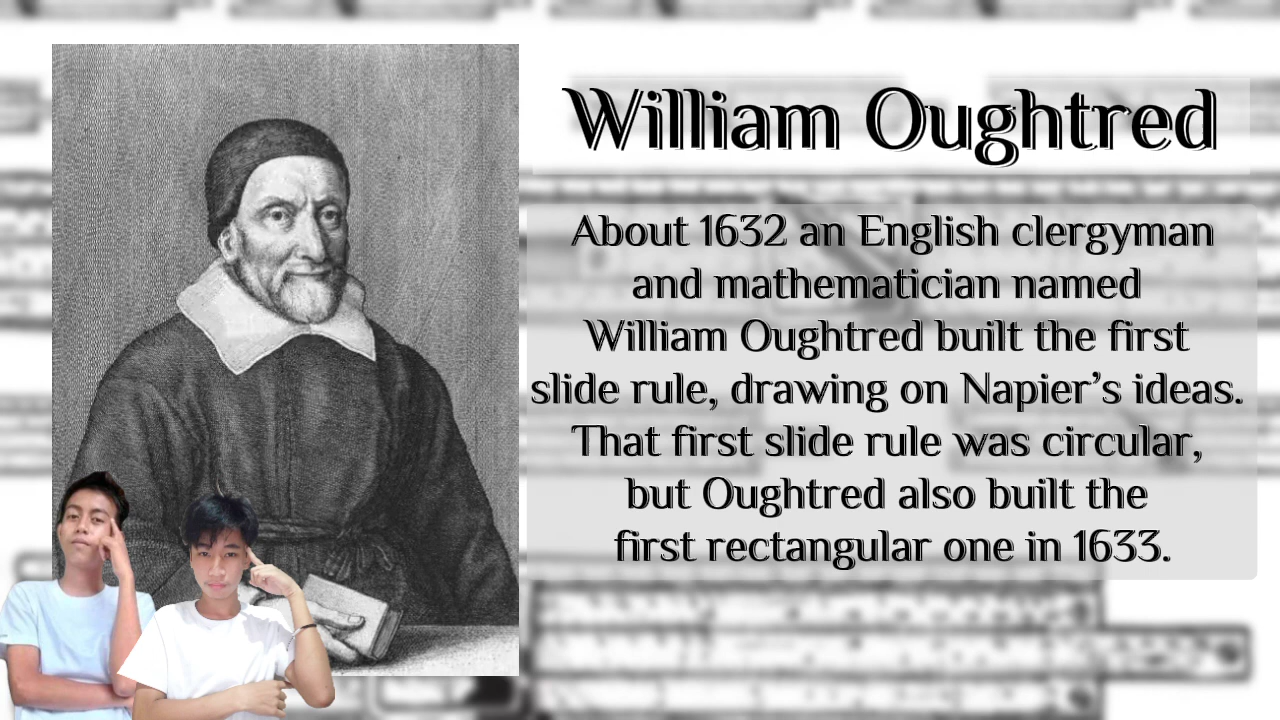 William Oughtred
About 1632 an English clergyman
and mathematician named
William Oughtred built the first
slide rule, drawing on Napier’s ideas.
That first slide rule was circular,
but Oughtred also built the
first rectangular one in 1633.